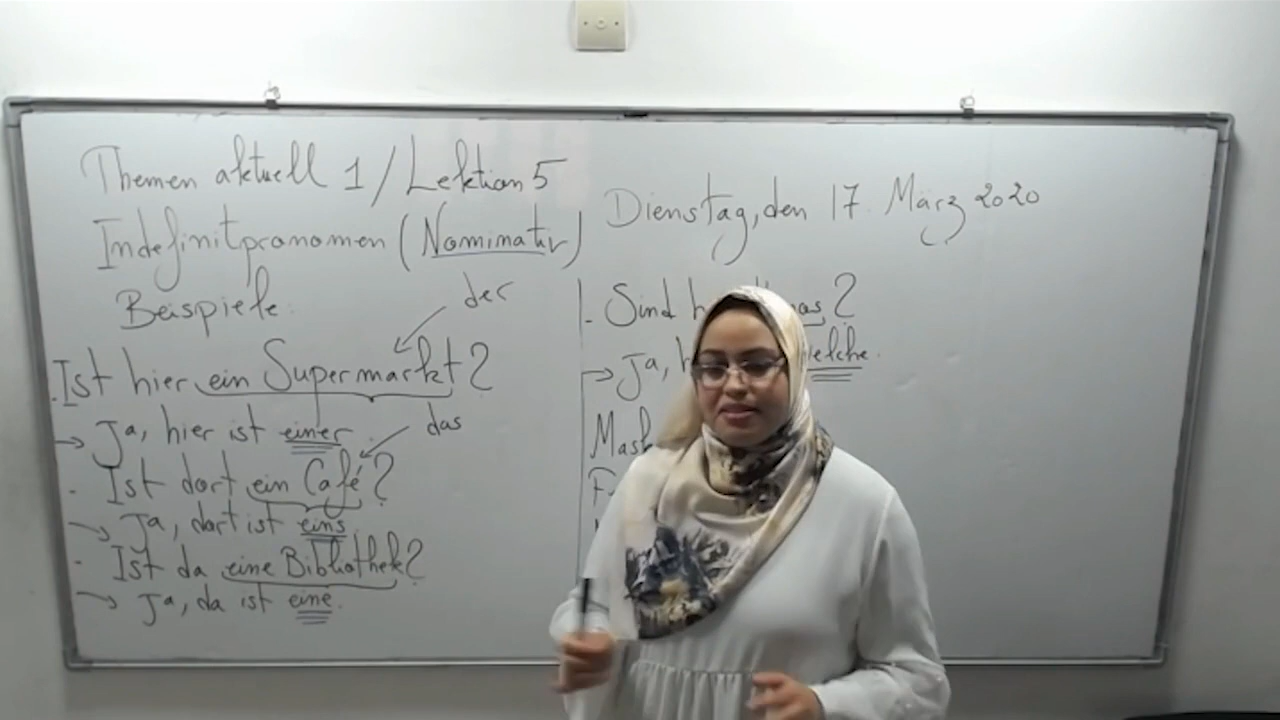 Themen aktuell 1 / Lektion 5
Indefinitpronomen (Nominativ)
Beispiele:
der
. Ist hier ein Supermarkt?
→ Ja, hier ist einer.
das
- Ist dort ein Café?
→ Ja, dort ist eins.
- Ist da eine Bibliothek?
→ Ja, da ist eine.
Dienstag, den 17. März 2020
- Sind ?
→ Ja, welche.